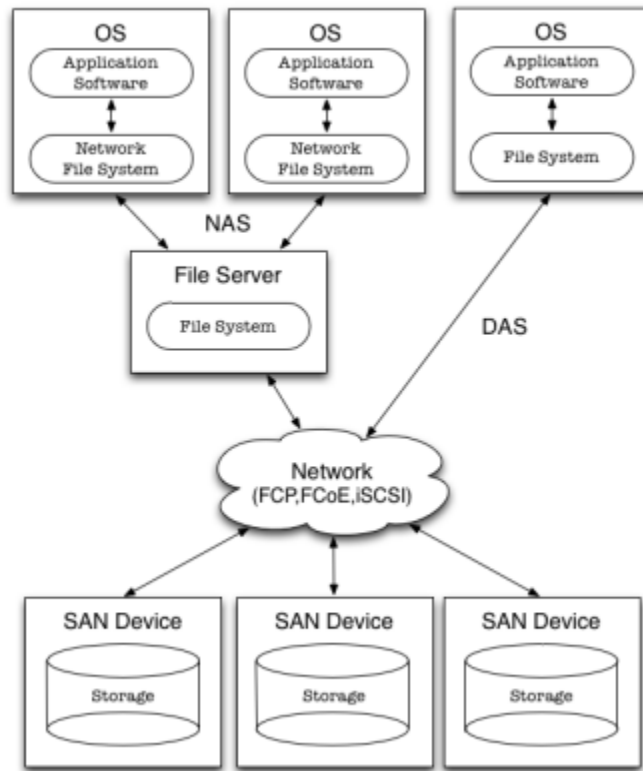 OS
Application
Software
Network
File System
OS
Application
Software
Network
File System
OS
Application
Software
File System
NAS
File Server
File System
DAS
Network
(FCP,FCoE,iSCSI)
SAN Device
Storage
SAN Device
Storage
SAN Device
Storage